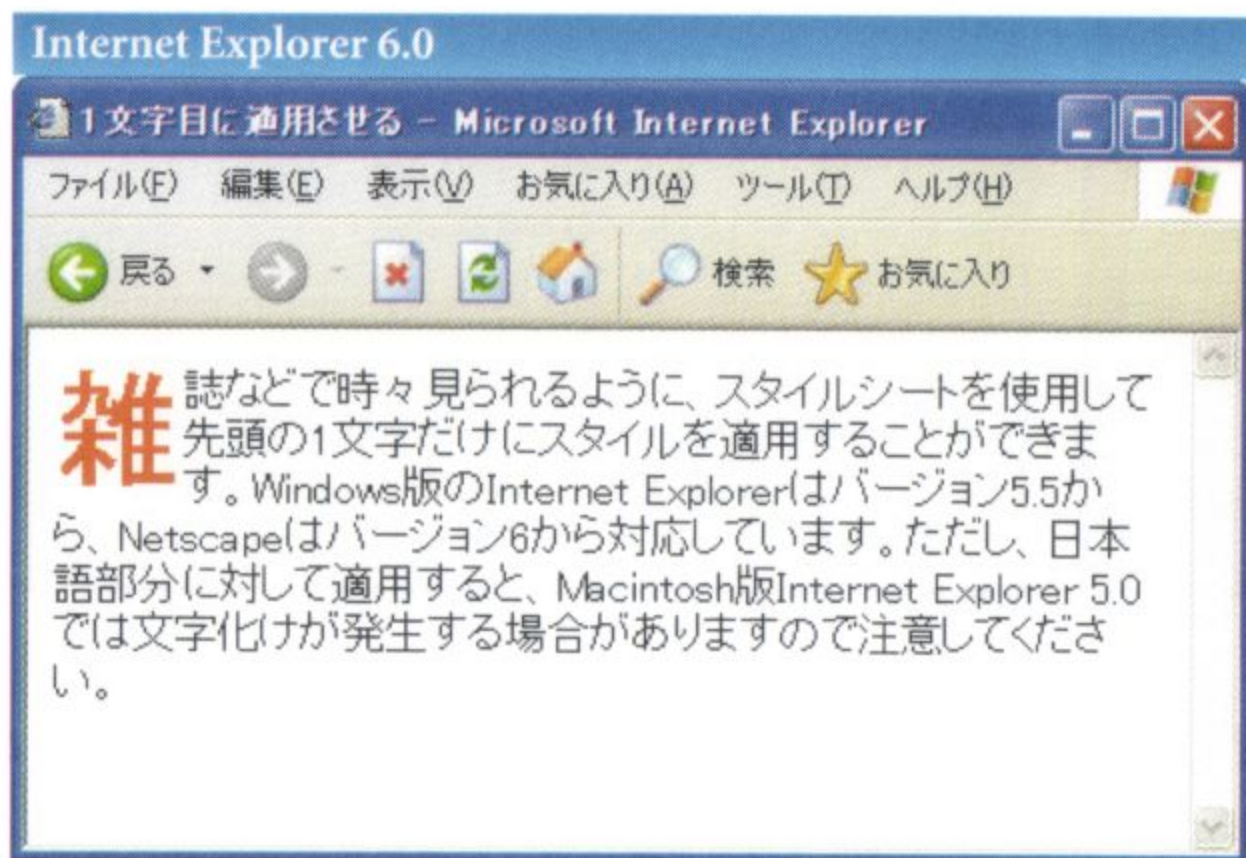 Internet Explorer 6.0
1文字目に適用させる - Microsoft Internet Explorer
ファイル(F) 編集(E) 表示(V) お気に入り(A) ツール(T) ヘルプ(H)
戻る 検索 お気に入り
雑誌などで時々見られるように、スタイルシートを使用して
先頭の1文字だけにスタイルを適用することができま
す。Windows版のInternet Explorerはバージョン5.5か
ら、Netscapeはバージョン6から対応しています。ただし、日本
語部分に対して適用すると、Macintosh版Internet Explorer 5.0
では文字化けが発生する場合がありますので注意してくださ
い。